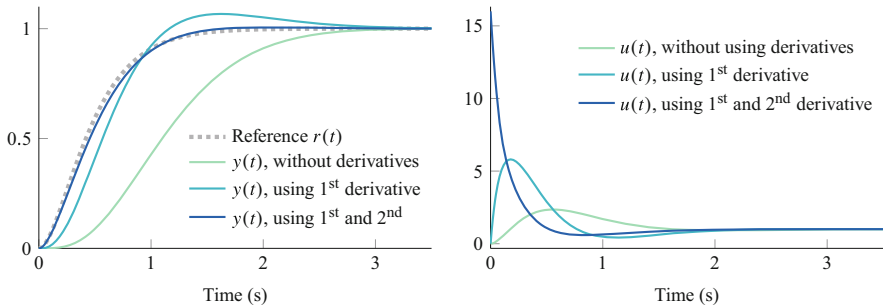 1
0.5
0
0
1
2
3
Time (s)
Reference r(t)
y(t), without derivatives
y(t), using 1st derivative
y(t), using 1st and 2nd
15
10
5
0
0
1
2
3
Time (s)
u(t), without using derivatives
u(t), using 1st derivative
u(t), using 1st and 2nd derivative